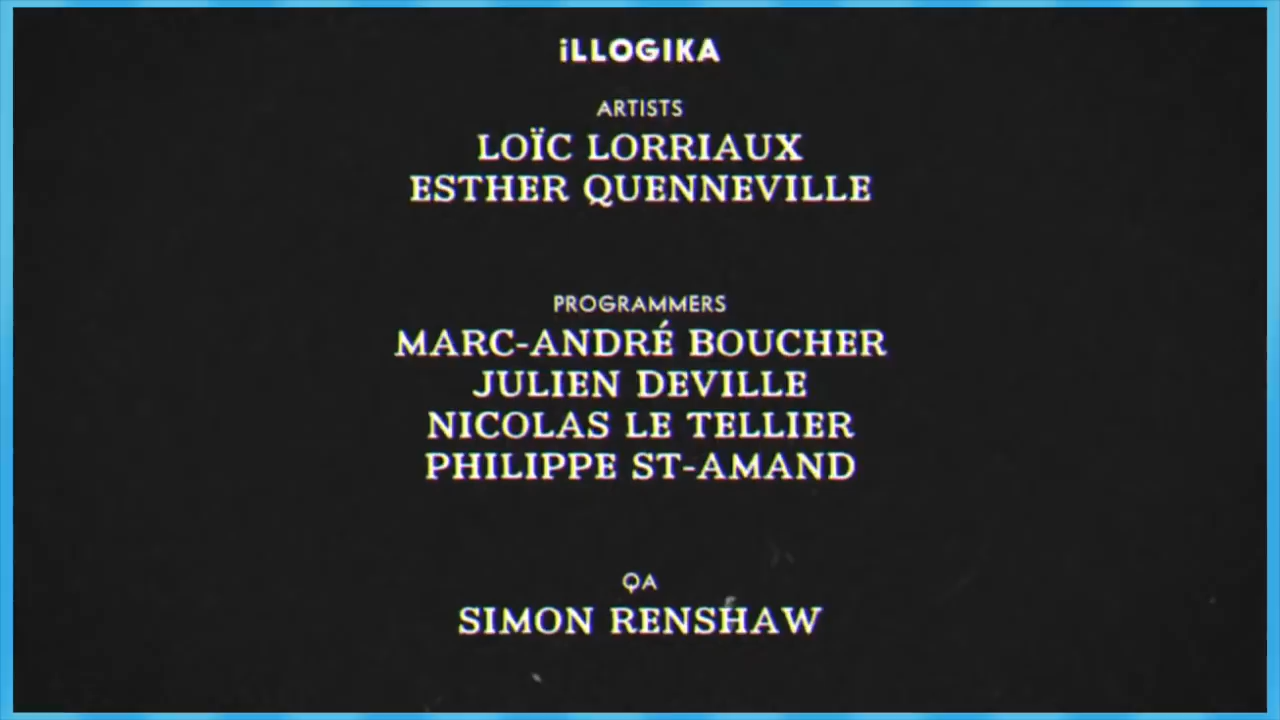 iLLOGIKA
ARTISTS
LOÏC LORRIAUX
ESTHER QUENNEVILLE
PROGRAMMERS
MARC-ANDRÉ BOUCHER
JULIEN DEVILLE
NICOLAS LE TELLIER
PHILIPPE ST-AMAND
QA
SIMON RENSHAW